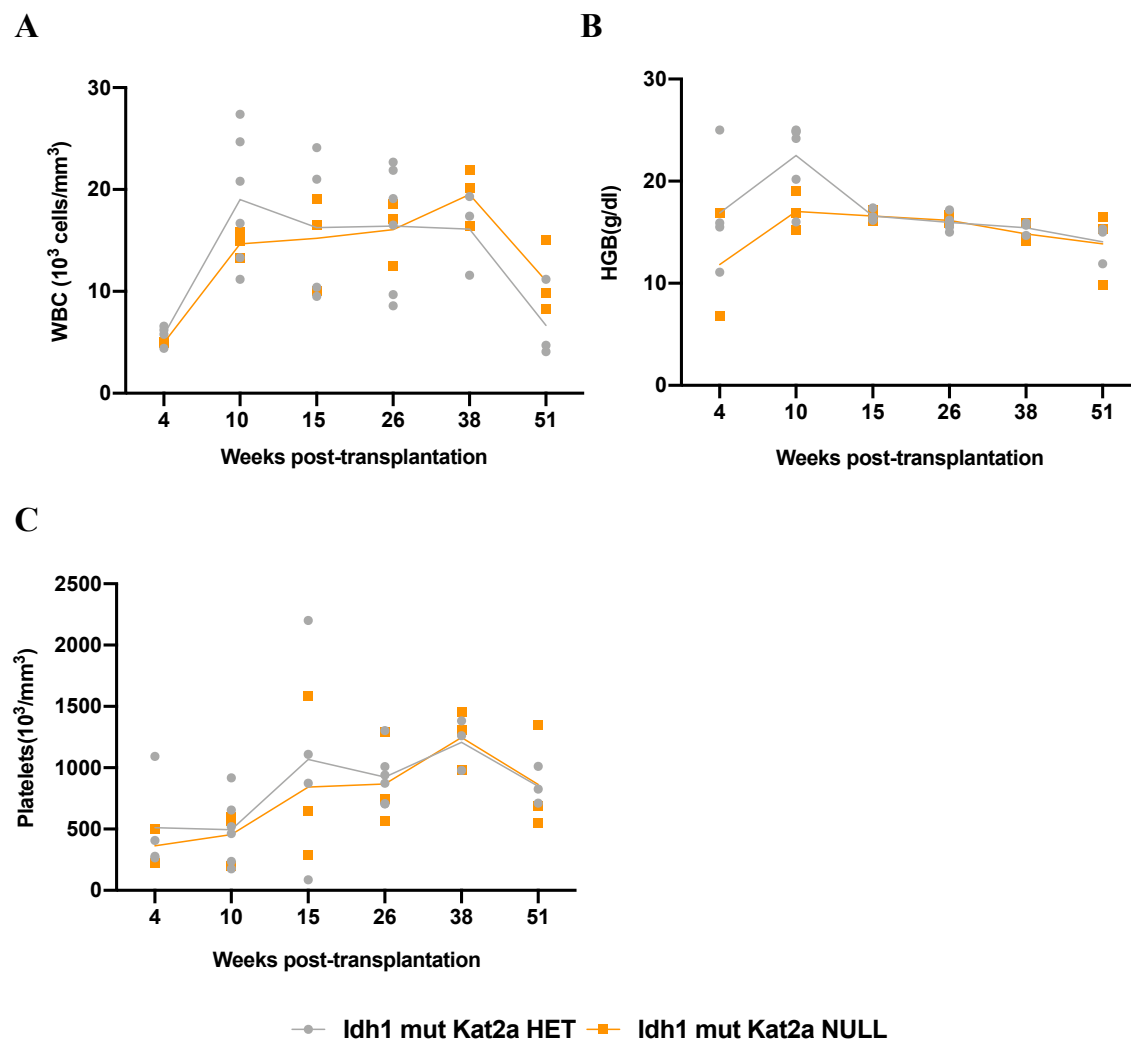 A
WBC (10³ cells/mm³)
30
20
10
0
4 10 15 26 38 51
Weeks post-transplantation
B
HGB(g/dl)
30
20
10
0
4 10 15 26 38 51
Weeks post-transplantation
C
Platelets(10³/mm³)
2500
2000
1500
1000
500
0
4 10 15 26 38 51
Weeks post-transplantation
Idh1 mut Kat2a HET Idh1 mut Kat2a NULL